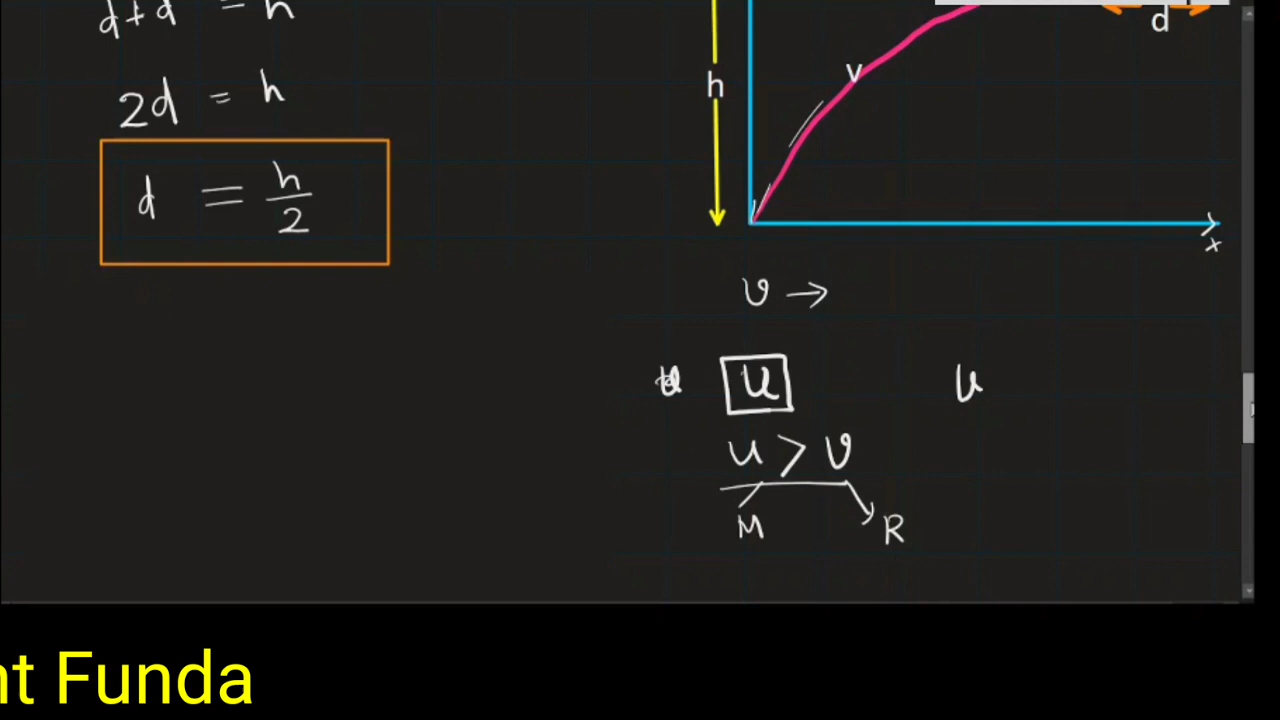 d+d = h
2d = h
d = h/2
d
h
v
x
v →
u u
u > v
M R
nt Funda